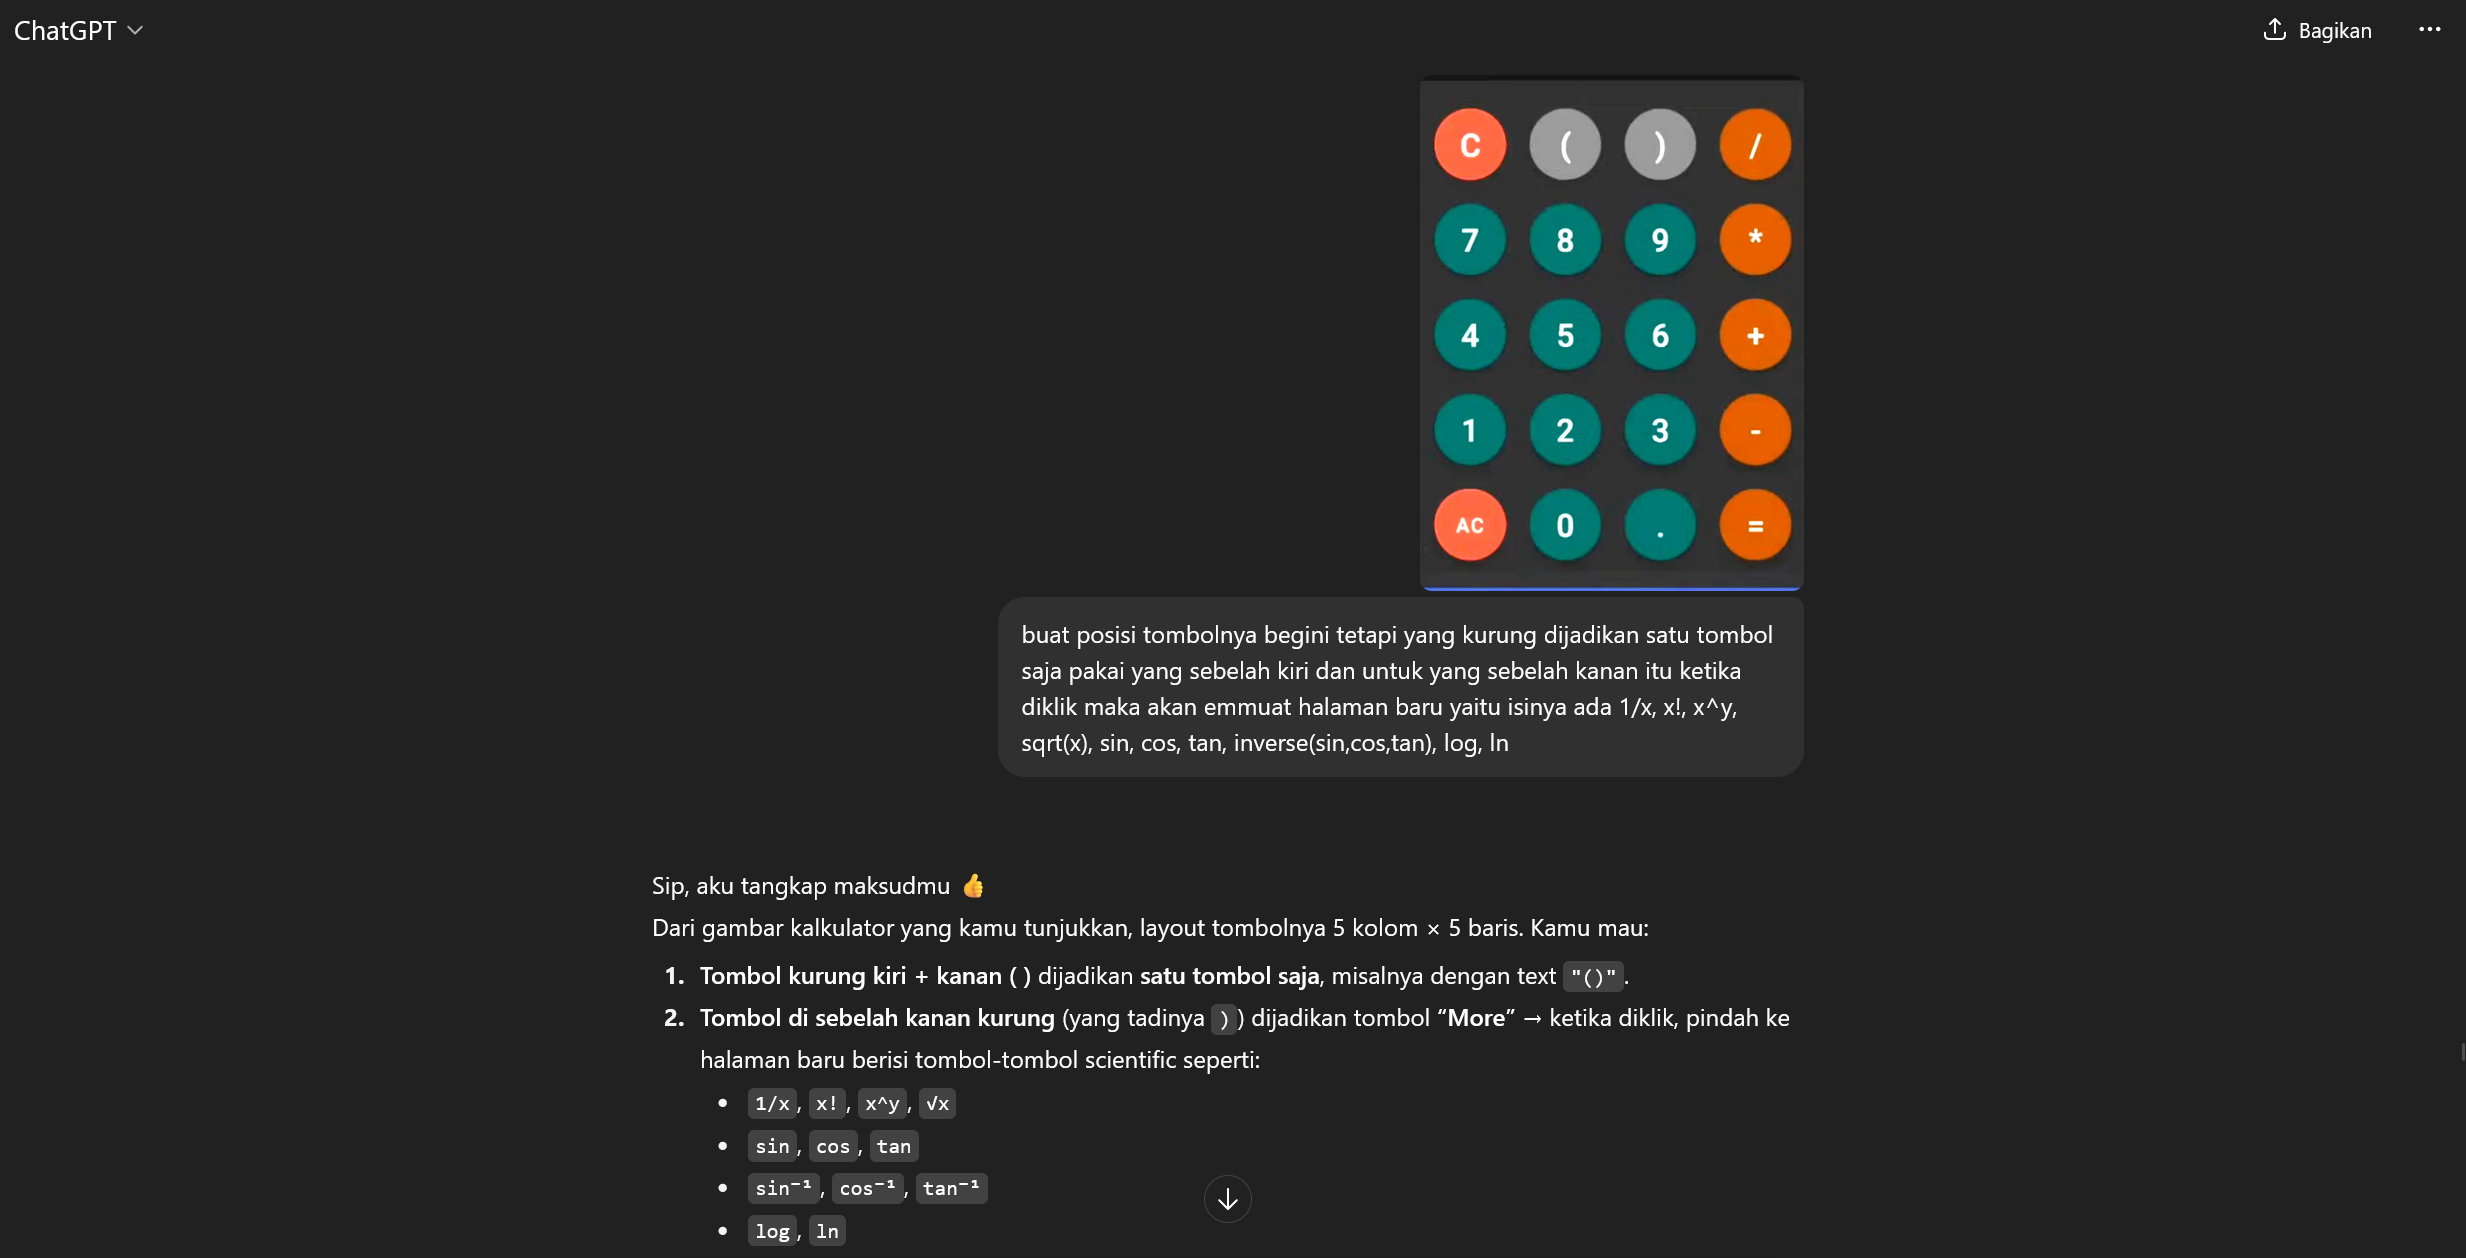 ChatGPT
Bagikan
C ( ) /
7 8 9 *
4 5 6 +
1 2 3 -
AC 0 . =
buat posisi tombolnya begini tetapi yang kurung dijadikan satu tombol
saja pakai yang sebelah kiri dan untuk yang sebelah kanan itu ketika
diklik maka akan emmuat halaman baru yaitu isinya ada 1/x, x!, x^y,
sqrt(x), sin, cos, tan, inverse(sin,cos,tan), log, ln
Sip, aku tangkap maksudmu 👍
Dari gambar kalkulator yang kamu tunjukkan, layout tombolnya 5 kolom × 5 baris. Kamu mau:
1. Tombol kurung kiri + kanan ( ) dijadikan satu tombol saja, misalnya dengan text "()".
2. Tombol di sebelah kanan kurung (yang tadinya )) dijadikan tombol “More” → ketika diklik, pindah ke
halaman baru berisi tombol-tombol scientific seperti:
• 1/x, x!, x^y, √x
• sin, cos, tan
• sin⁻¹, cos⁻¹, tan⁻¹
• log, ln